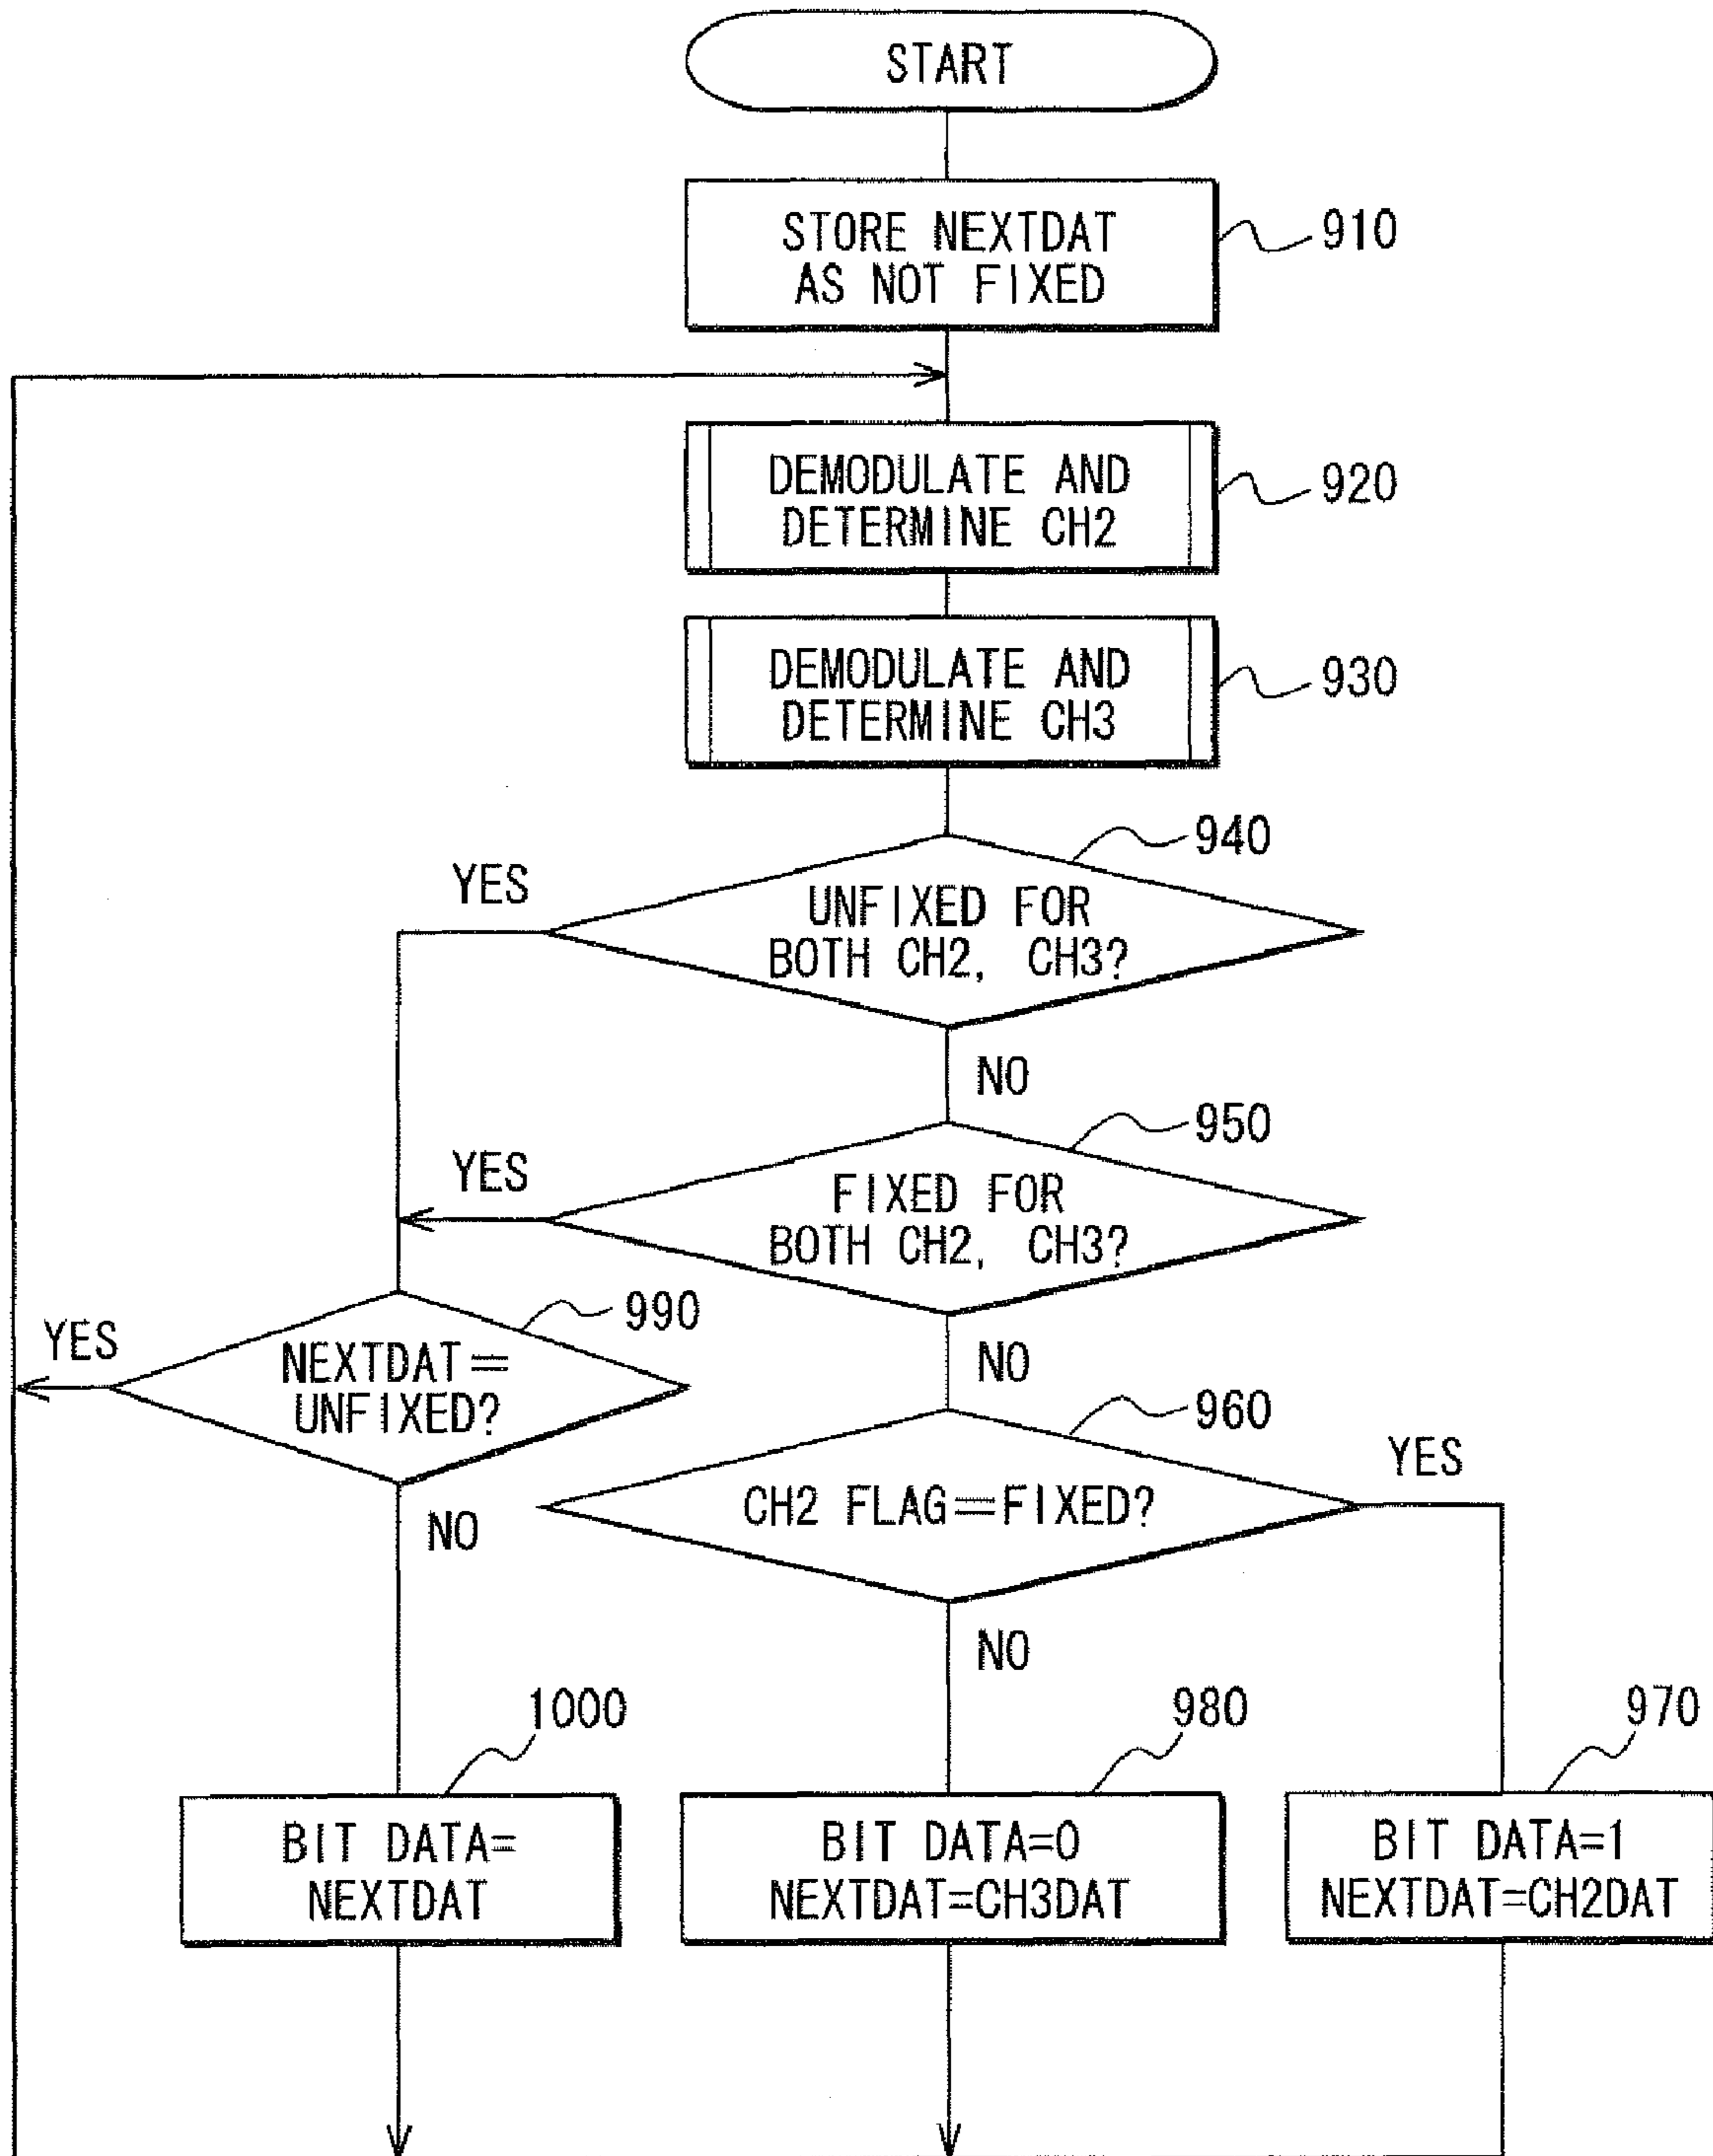 START
STORE NEXTDAT
AS NOT FIXED
910
DEMODULATE AND
DETERMINE CH2
920
DEMODULATE AND
DETERMINE CH3
930
940
YES
UNFIXED FOR
BOTH CH2, CH3?
NO
950
YES
FIXED FOR
BOTH CH2, CH3?
990
YES
NEXTDAT=
UNFIXED?
NO
NO
960
YES
CH2 FLAG=FIXED?
NO
1000
980
970
BIT DATA=
NEXTDAT
BIT DATA=0
NEXTDAT=CH3DAT
BIT DATA=1
NEXTDAT=CH2DAT